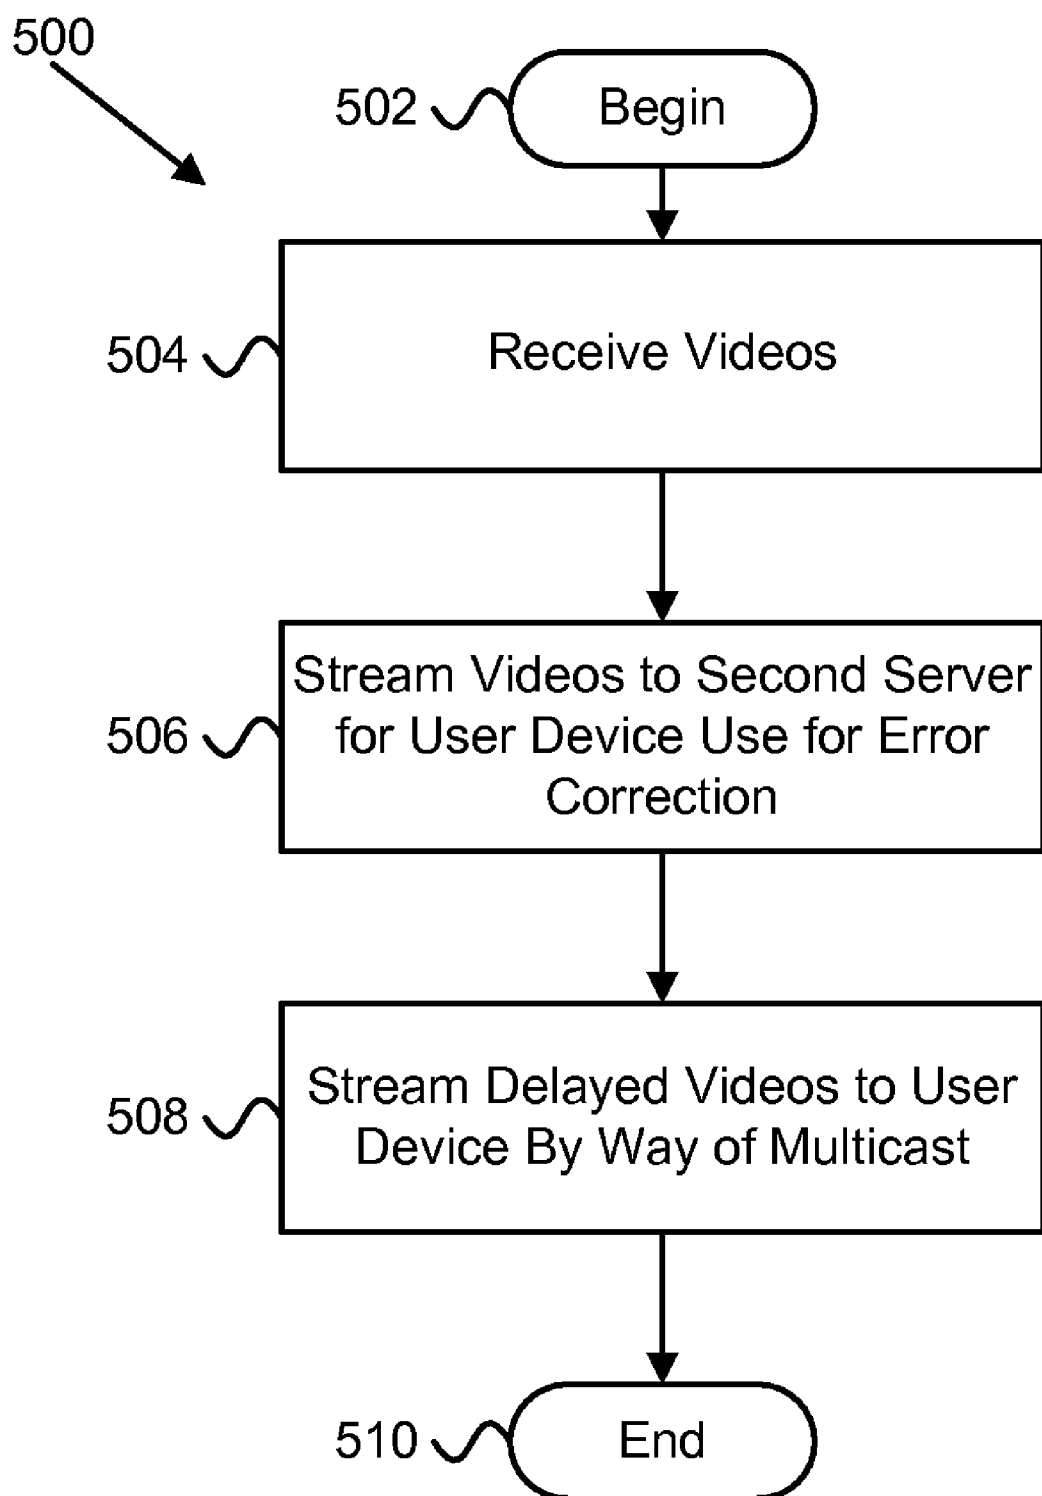 500
502
Begin
504
Receive Videos
506
Stream Videos to Second Server
for User Device Use for Error
Correction
508
Stream Delayed Videos to User
Device By Way of Multicast
510
End